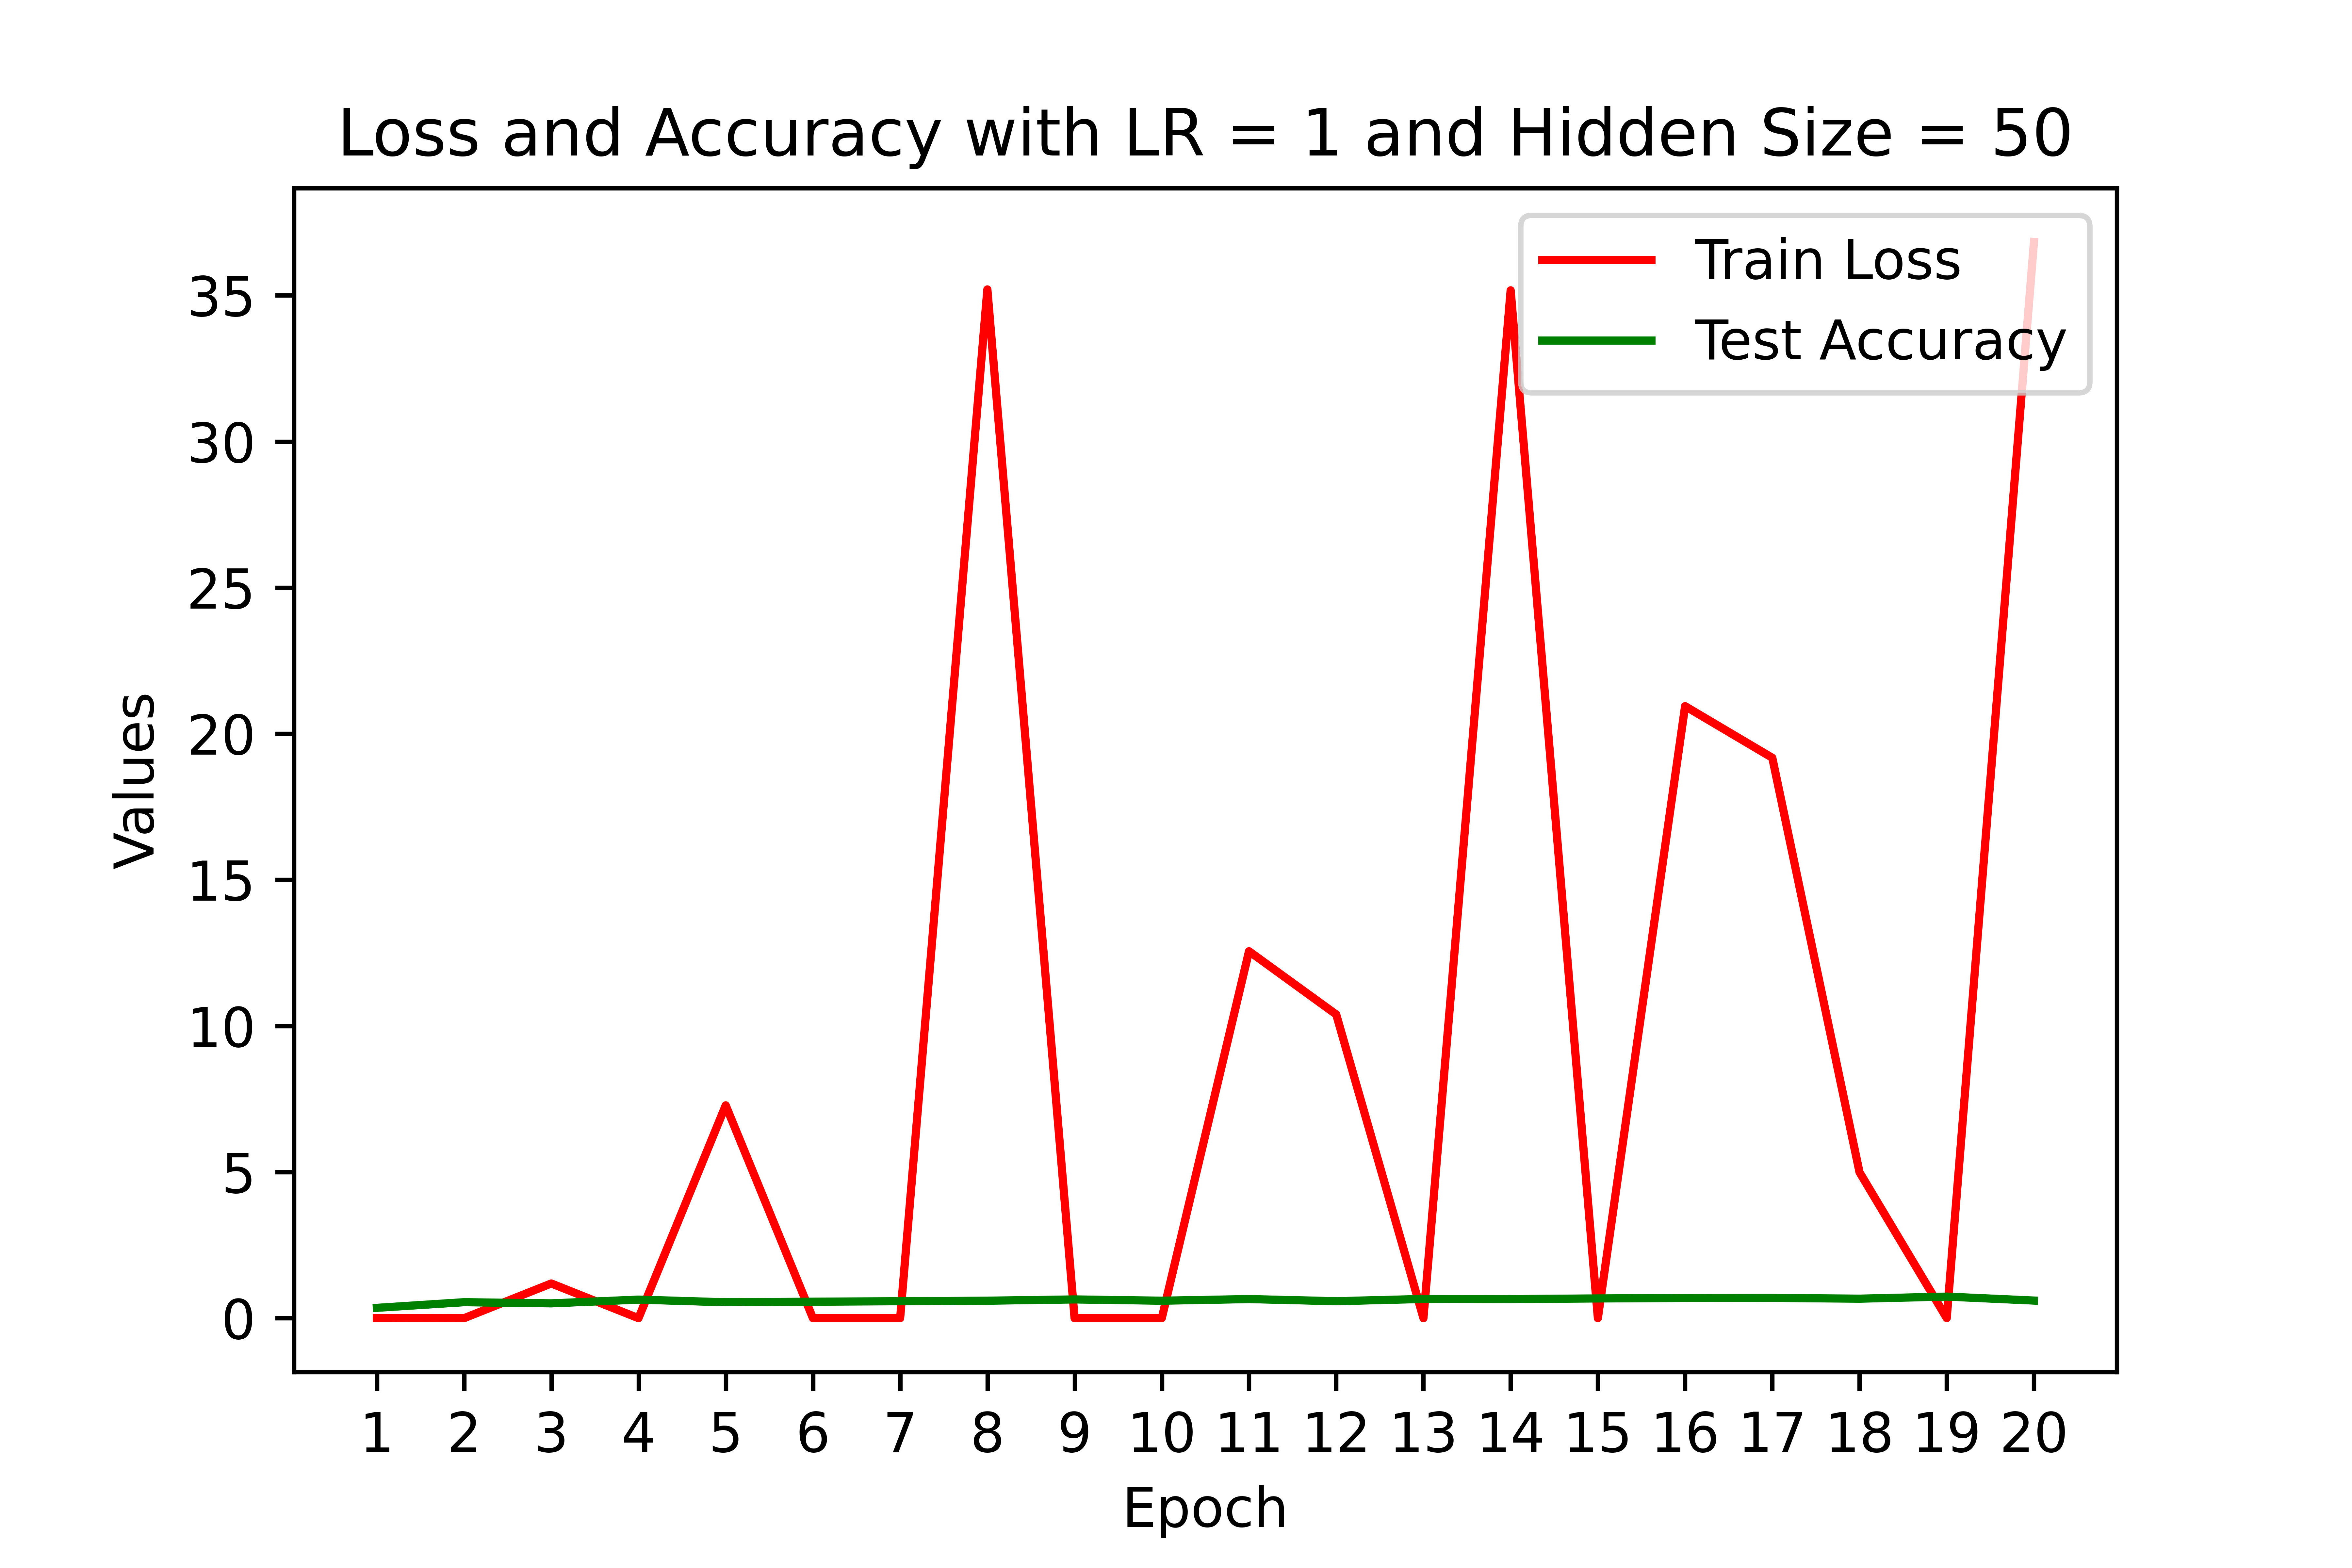 Loss and Accuracy with LR = 1 and Hidden Size = 50
Train Loss
Test Accuracy
35
30
25
20
15
10
5
0
Values
1 2 3 4 5 6 7 8 9 10 11 12 13 14 15 16 17 18 19 20
Epoch